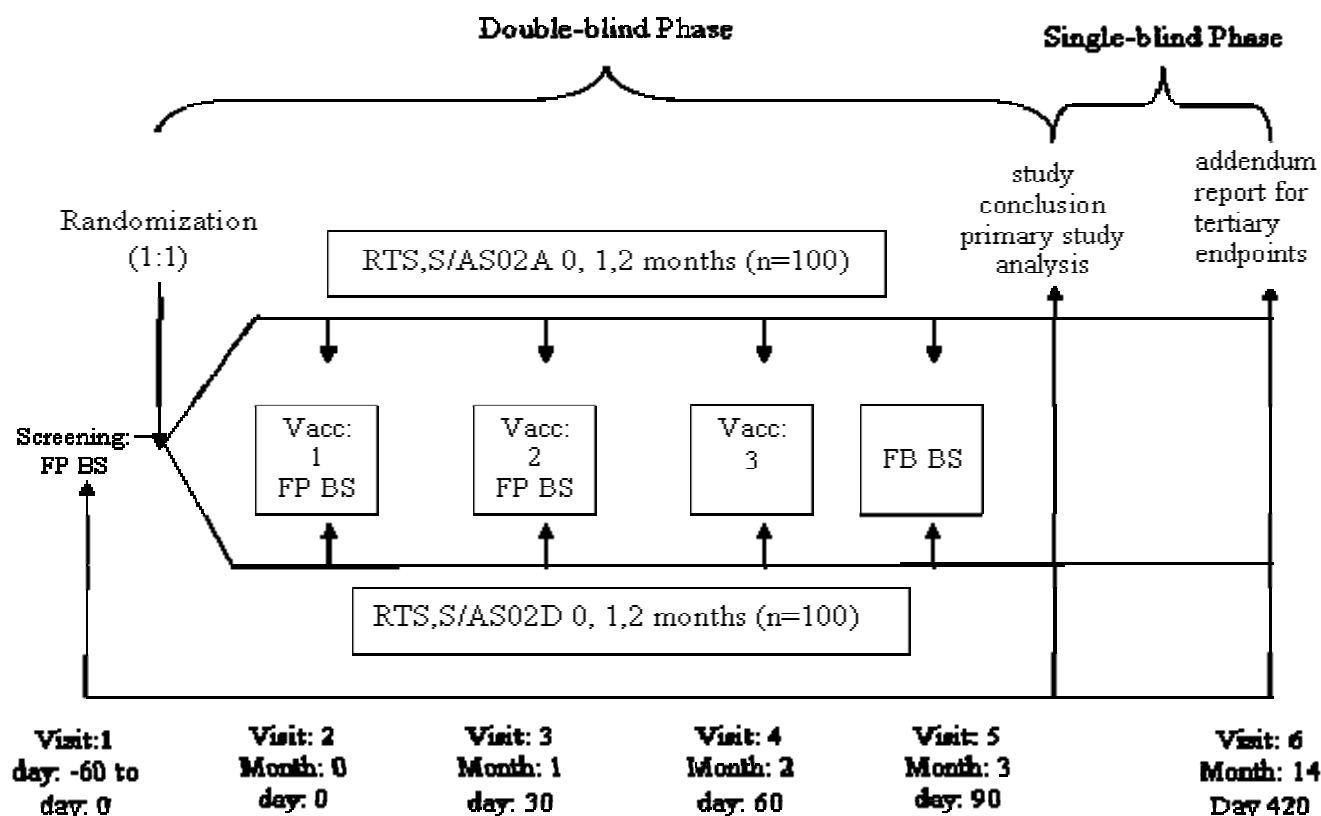 Double-blind Phase
Single-blind Phase
Randomization
(1:1)
RTS,S/AS02A 0, 1,2 months (n=100)
study
conclusion
primary study
analysis
addendum
report for
tertiary
endpoints
Screening:
FP BS
Vacc:
1
FP BS
Vacc:
2
FP BS
Vacc:
3
FB BS
RTS,S/AS02D 0, 1,2 months (n=100)
Visit:1
day: -60 to
day: 0
Visit: 2
Month: 0
day: 0
Visit: 3
Month: 1
day: 30
Visit: 4
Month: 2
day: 60
Visit: 5
Month: 3
day: 90
Visit: 6
Month: 14
Day 420